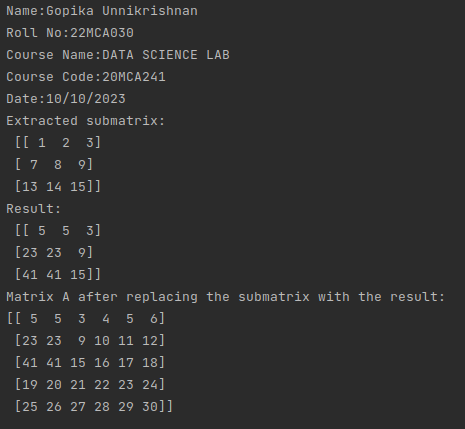 Name:Gopika Unnikrishnan
Roll No:22MCA030
Course Name:DATA SCIENCE LAB
Course Code:20MCA241
Date:10/10/2023
Extracted submatrix:
 [[ 1  2  3]
 [ 7  8  9]
 [13 14 15]]
Result:
 [[ 5  5  3]
 [23 23  9]
 [41 41 15]]
Matrix A after replacing the submatrix with the result:
[[ 5  5  3  4  5  6]
 [23 23  9 10 11 12]
 [41 41 15 16 17 18]
 [19 20 21 22 23 24]
 [25 26 27 28 29 30]]